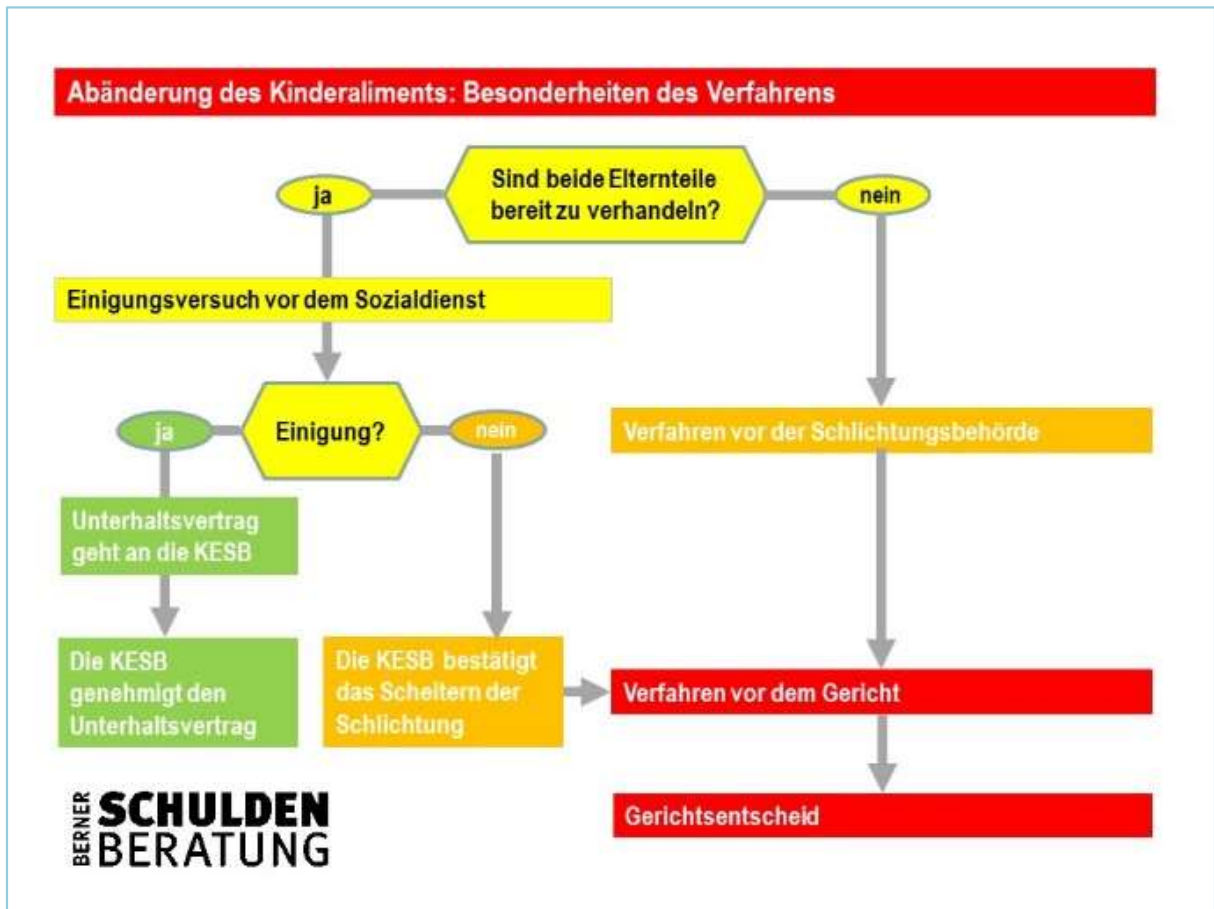 Abänderung des Kinderaliments: Besonderheiten des Verfahrens
Sind beide Elternteile
bereit zu verhandeln?
ja
nein
Einigungsversuch vor dem Sozialdienst
Einigung?
ja
nein
Verfahren vor der Schlichtungsbehörde
Unterhaltsvertrag
geht an die KESB
Die KESB
genehmigt den
Unterhaltsvertrag
Die KESB bestätigt
das Scheitern der
Schlichtung
Verfahren vor dem Gericht
Gerichtsentscheid
BERNER
SCHULDEN
BERATUNG